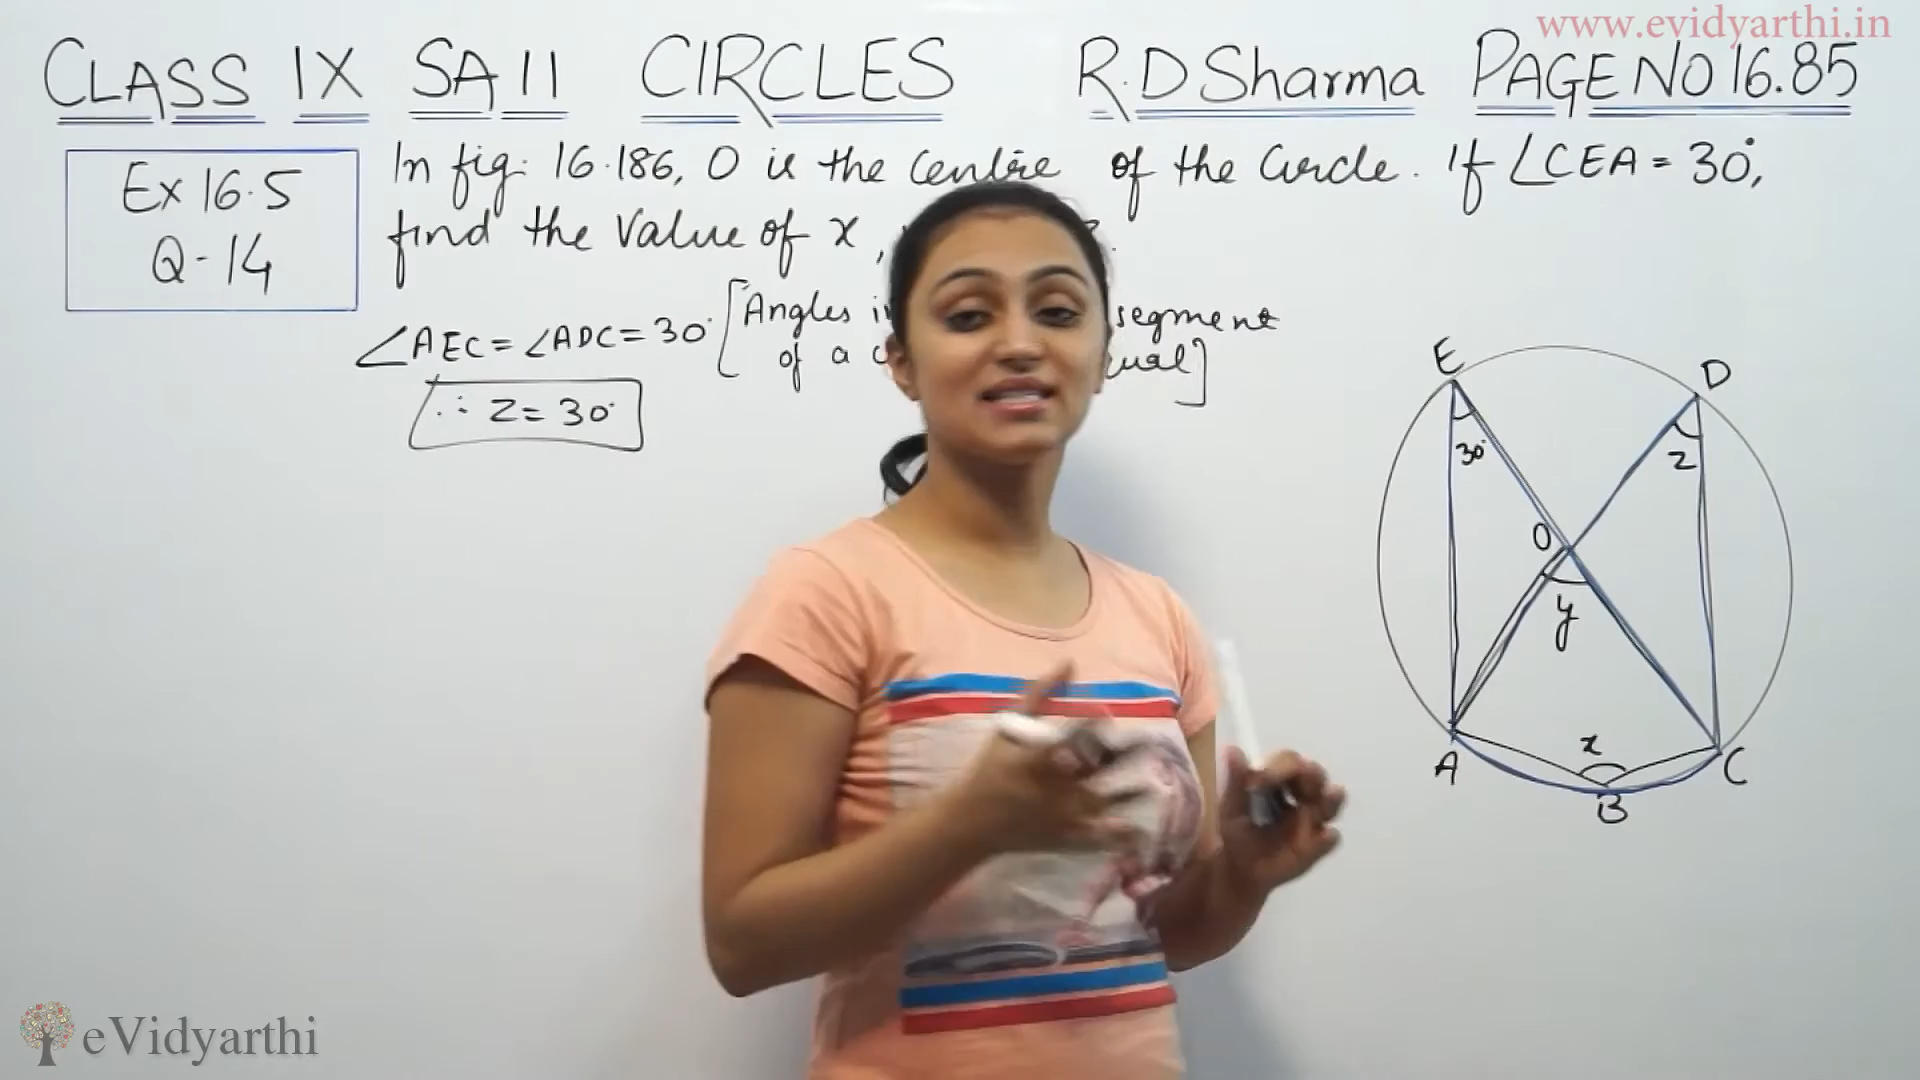 www.evidyarthi.in
CLASS IX SA II CIRCLES R.D Sharma PAGE NO 16.85
Ex 16.5
Q-14
In fig. 16.186, O is the centre of the circle. If ∠CEA = 30°,
find the value of x,
∠AEC = ∠ADC = 30° [Angles segment
of a
∴ z = 30°
E
D
30°
z
O
y
x
A
C
B
eVidyarthi